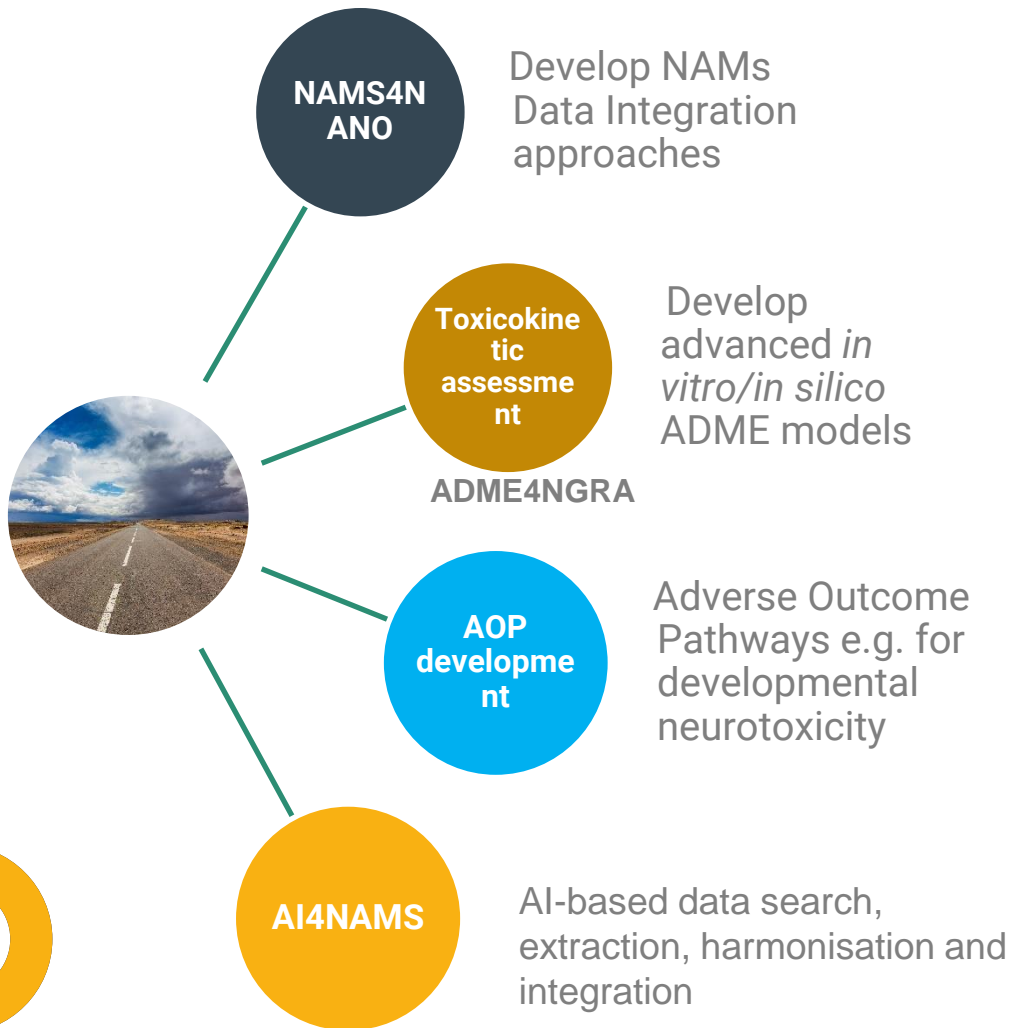 NAMS4N
ANO
Develop NAMs
Data Integration
approaches
Toxicokine
tic
assessme
nt
ADME4NGRA
Develop
advanced in
vitro/in silico
ADME models
AOP
developme
nt
Adverse Outcome
Pathways e.g. for
developmental
neurotoxicity
AI4NAMS
AI-based data search,
extraction, harmonisation and
integration